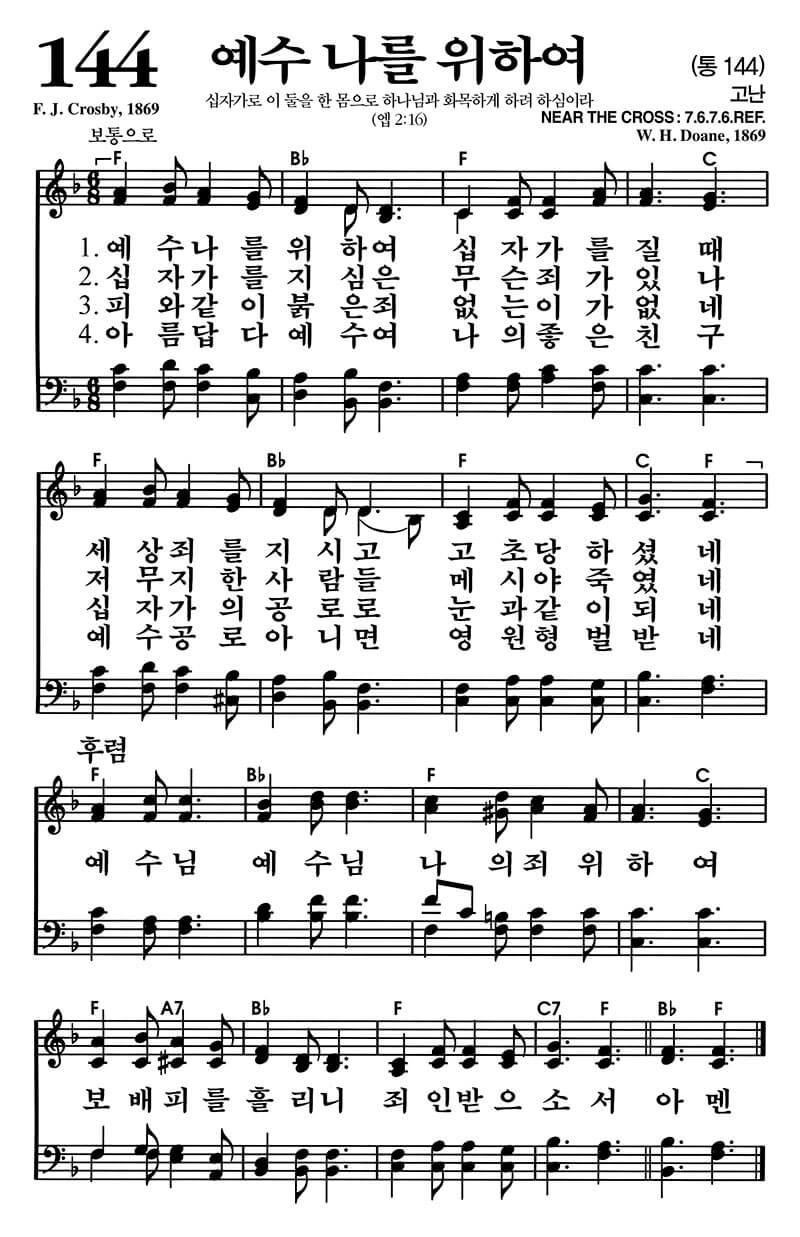 144
예수 나를 위하여
(통 144)
고난
F. J. Crosby, 1869
십자가로 이 둘을 한 몸으로 하나님과 화목하게 하려 하심이라
(엡 2:16)
NEAR THE CROSS: 7.6.7.6.REF.
W. H. Doane, 1869
보통으로
F B♭ F C
1. 예 수 나 를 위 하 여 십 자 가 를 질 때
2. 십 자 가 를 지 심 은 무 슨 죄 가 있 나
3. 피 와 같 이 붉 은 죄 없 는 이 가 없 네
4. 아 름 답 다 예 수 여 나 의 좋 은 친 구
F B♭ F C F
세 상 죄 를 지 시 고 고 초 당 하 셨 네
저 무 지 한 사 람 들 메 시 야 죽 였 네
십 자 가 의 공 로 로 눈 과 같 이 되 네
예 수 공 로 아 니 면 영 원 형 벌 받 네
후렴
F B♭ F C
예 수 님 예 수 님 나 의 죄 위 하 여
F A7 B♭ F C7 F B♭ F
보 배 피 를 흘 리 니 죄 인 받 으 소 서 아 멘